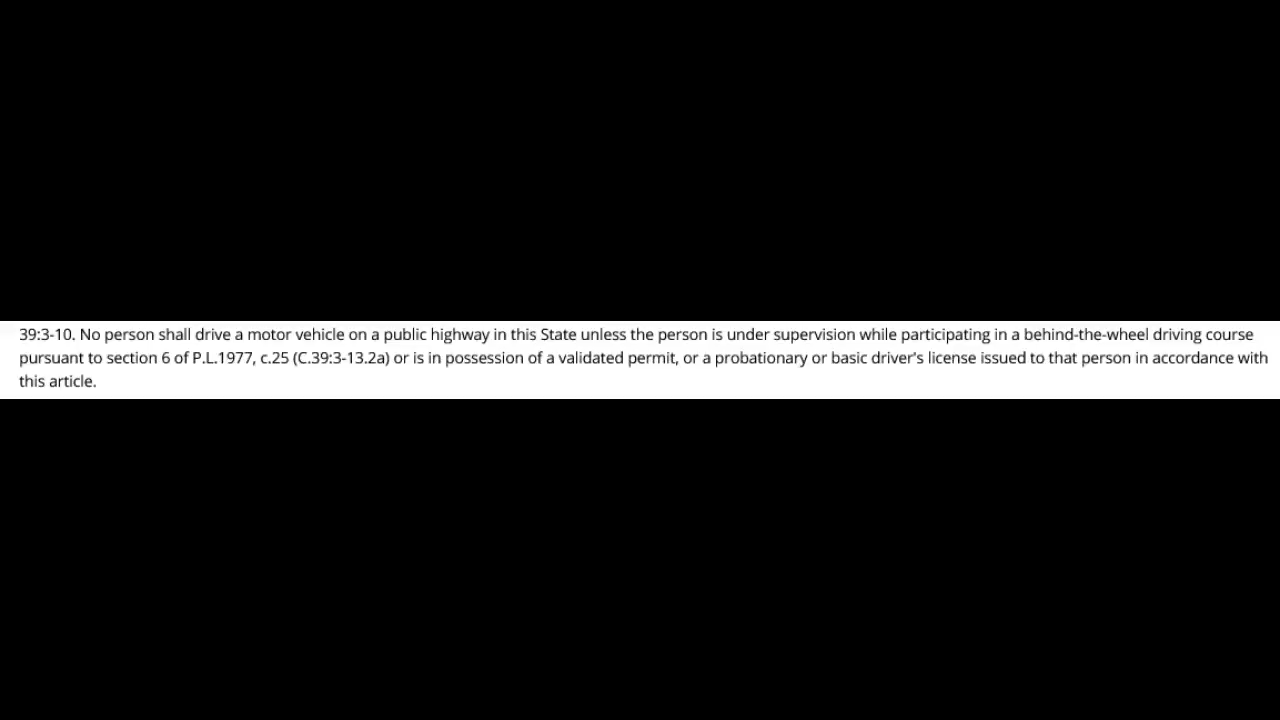 39:3-10. No person shall drive a motor vehicle on a public highway in this State unless the person is under supervision while participating in a behind-the-wheel driving course
pursuant to section 6 of P.L.1977, c.25 (C.39:3-13.2a) or is in possession of a validated permit, or a probationary or basic driver's license issued to that person in accordance with
this article.